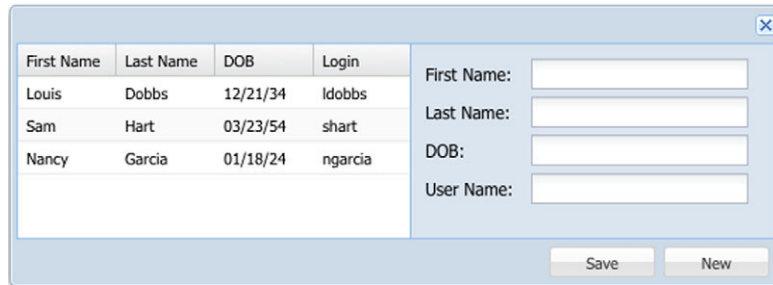 First Name Last Name DOB Login
Louis Dobbs 12/21/34 ldobbs
Sam Hart 03/23/54 shart
Nancy Garcia 01/18/24 ngarcia
First Name:
Last Name:
DOB:
User Name:
Save New